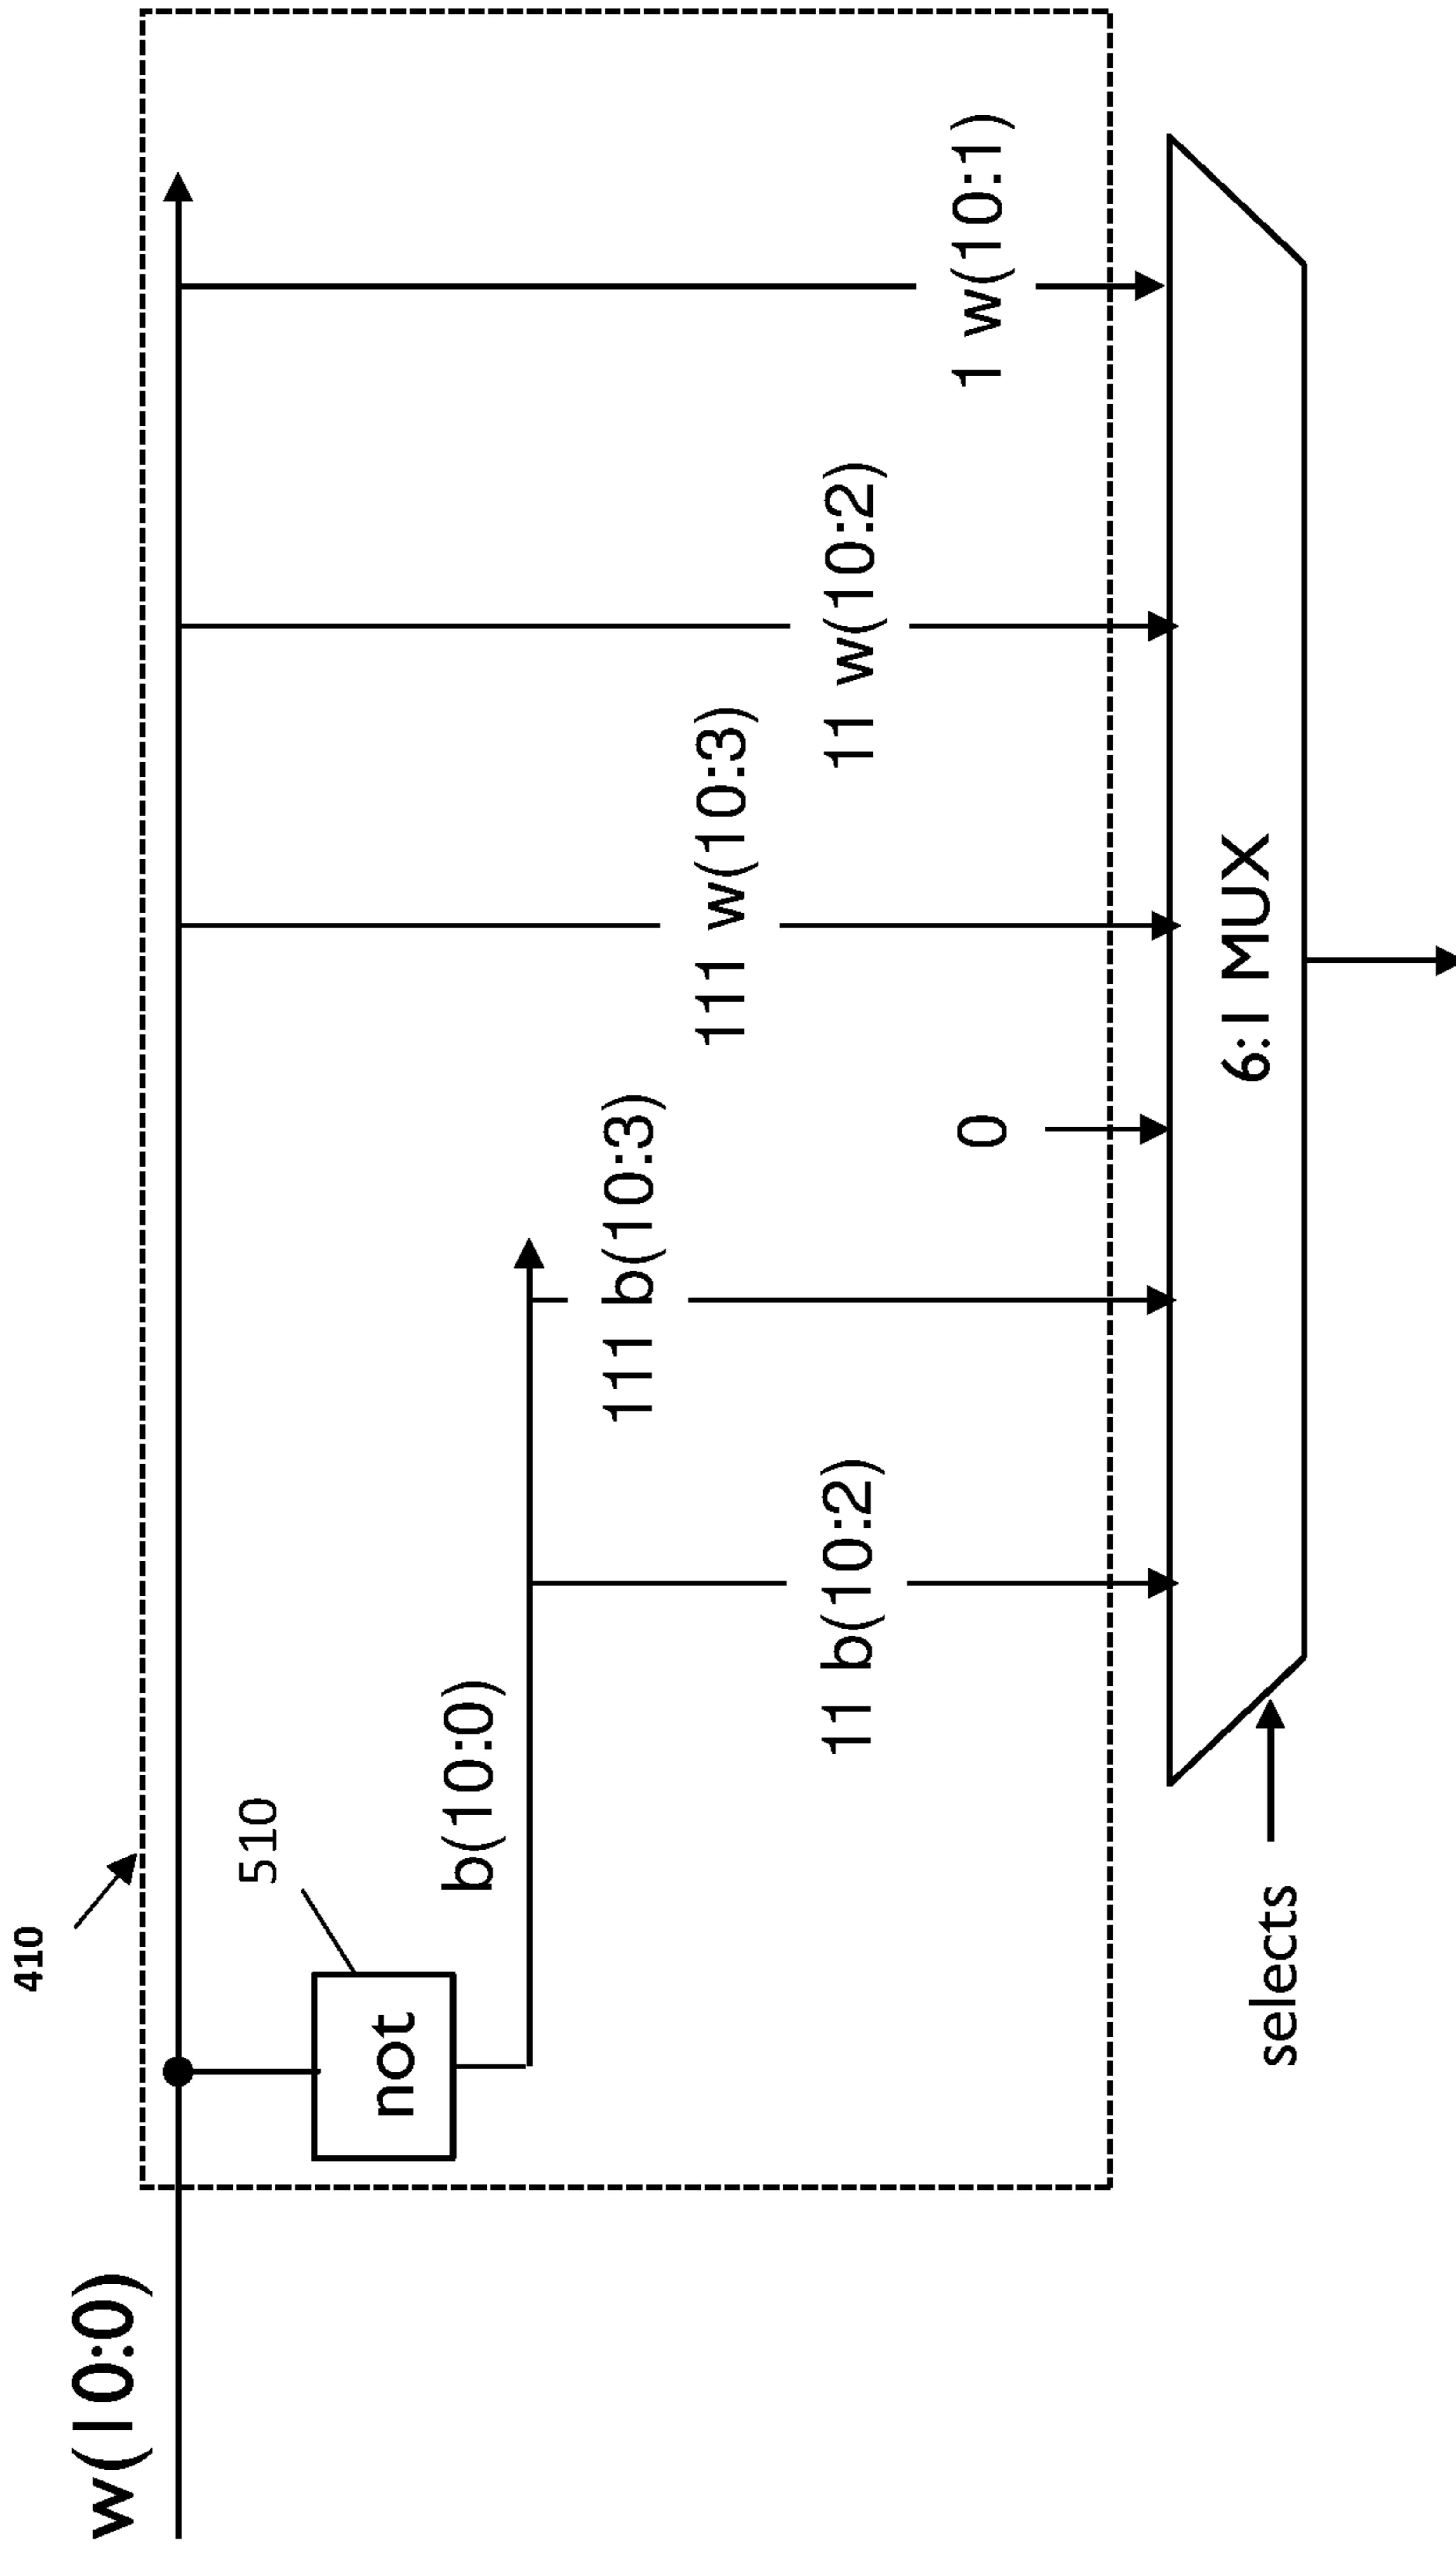 410
w(10:0)
510
not
b(10:0)
111 b(10:3)
111 w(10:3)
11 b(10:2)
11 w(10:2)
0
1 w(10:1)
6:1 MUX
selects